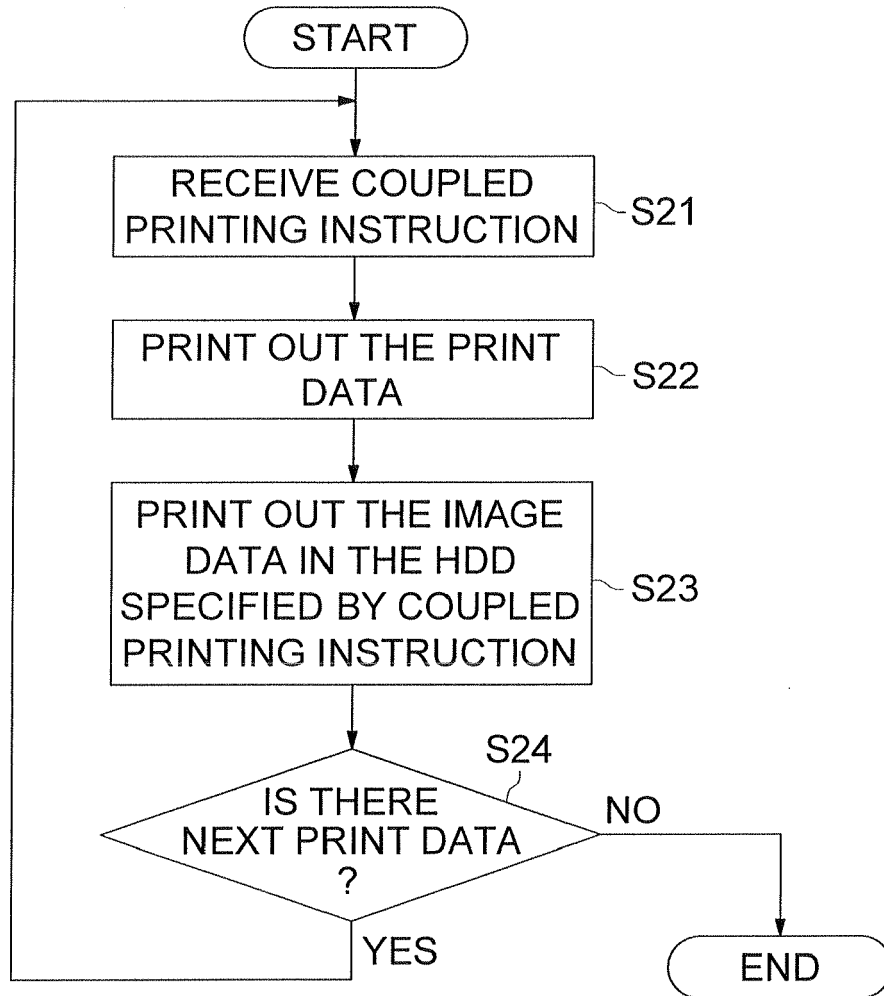 START
RECEIVE COUPLED
PRINTING INSTRUCTION
S21
PRINT OUT THE PRINT
DATA
S22
PRINT OUT THE IMAGE
DATA IN THE HDD
SPECIFIED BY COUPLED
PRINTING INSTRUCTION
S23
S24
IS THERE
NEXT PRINT DATA
?
NO
YES
END